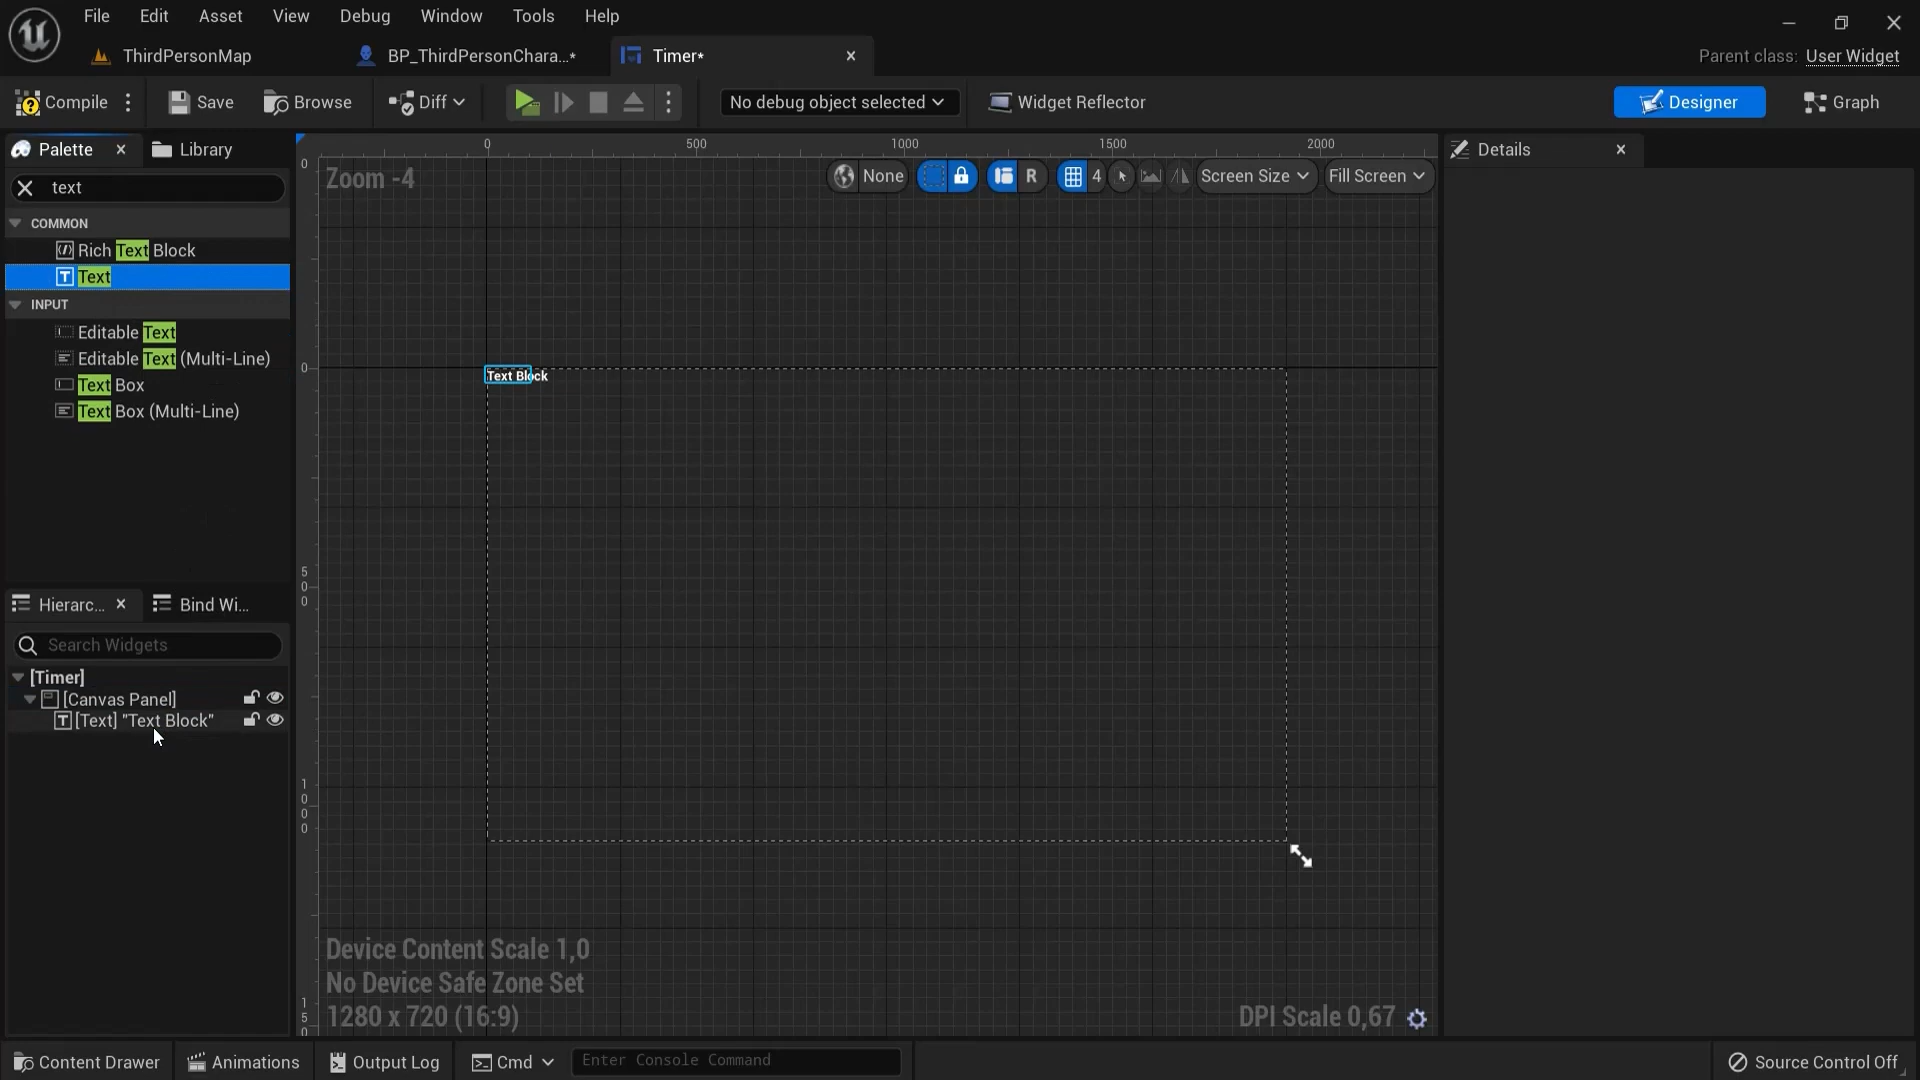 File Edit Asset View Debug Window Tools Help
ThirdPersonMap BP_ThirdPersonChara...* Timer* Parent class: User Widget
Compile Save Browse Diff No debug object selected Widget Reflector Designer Graph
Palette Library
text
COMMON
Rich Text Block
Text
INPUT
Editable Text
Editable Text (Multi-Line)
Text Box
Text Box (Multi-Line)
Hierarc... Bind Wi...
Search Widgets
[Timer]
[Canvas Panel]
[Text] "Text Block"
0 500 1000 1500 2000
0
0
500
1000
150
Zoom -4
None R 4 Screen Size Fill Screen
Text Block
Device Content Scale 1,0
No Device Safe Zone Set
1280 x 720 (16:9)
DPI Scale 0,67
Details
Content Drawer Animations Output Log Cmd Enter Console Command Source Control Off